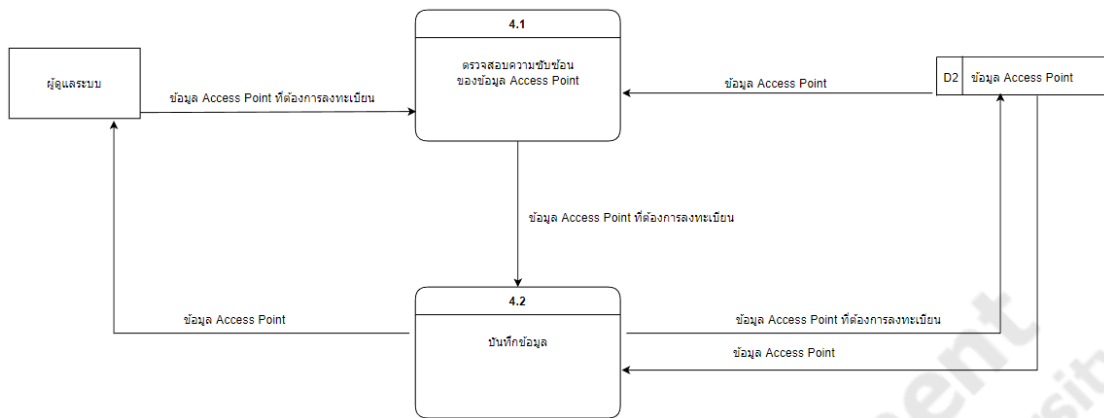 4.1
ตรวจสอบความซับซ้อน
ของข้อมูล Access Point
ผู้ดูแลระบบ
D2 ข้อมูล Access Point
ข้อมูล Access Point ที่ต้องการลงทะเบียน
ข้อมูล Access Point
ข้อมูล Access Point ที่ต้องการลงทะเบียน
4.2
บันทึกข้อมูล
ข้อมูล Access Point
ข้อมูล Access Point ที่ต้องการลงทะเบียน
ข้อมูล Access Point